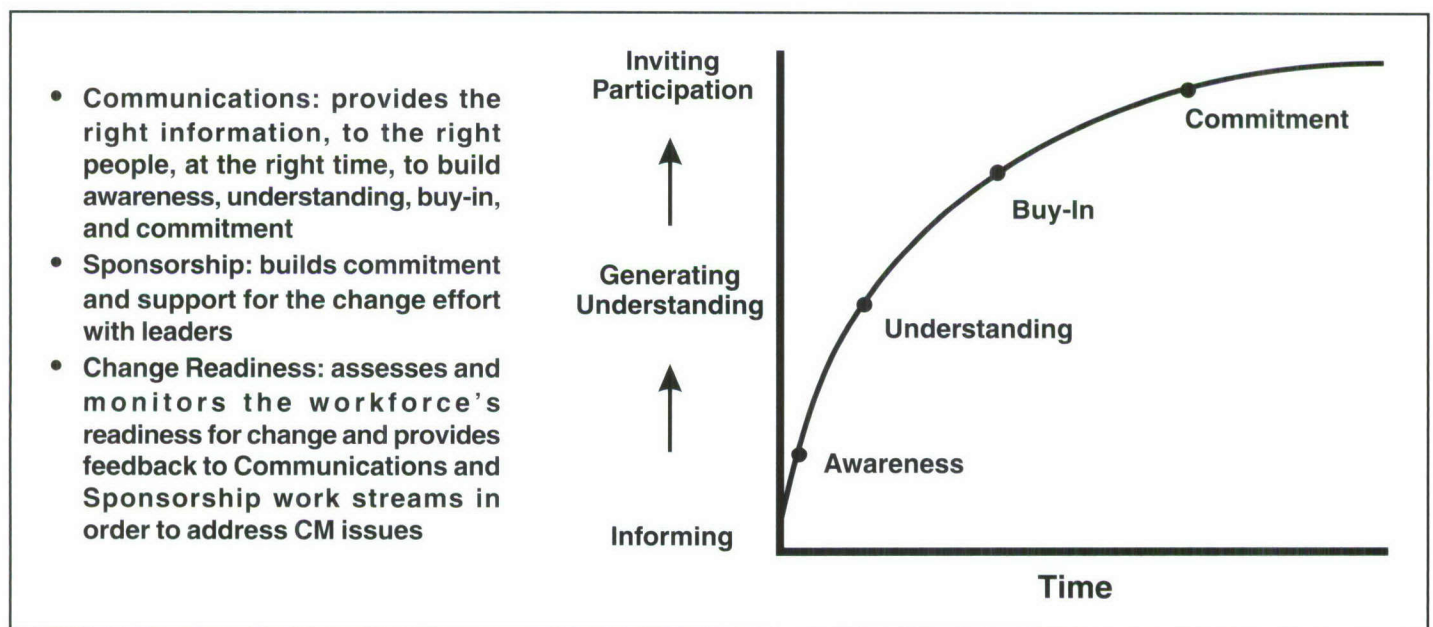 • Communications: provides the
right information, to the right
people, at the right time, to build
awareness, understanding, buy-in,
and commitment
• Sponsorship: builds commitment
and support for the change effort
with leaders
• Change Readiness: assesses and
monitors the workforce's
readiness for change and provides
feedback to Communications and
Sponsorship work streams in
order to address CM issues
Inviting
Participation
Generating
Understanding
Informing
Commitment
Buy-In
Understanding
Awareness
Time